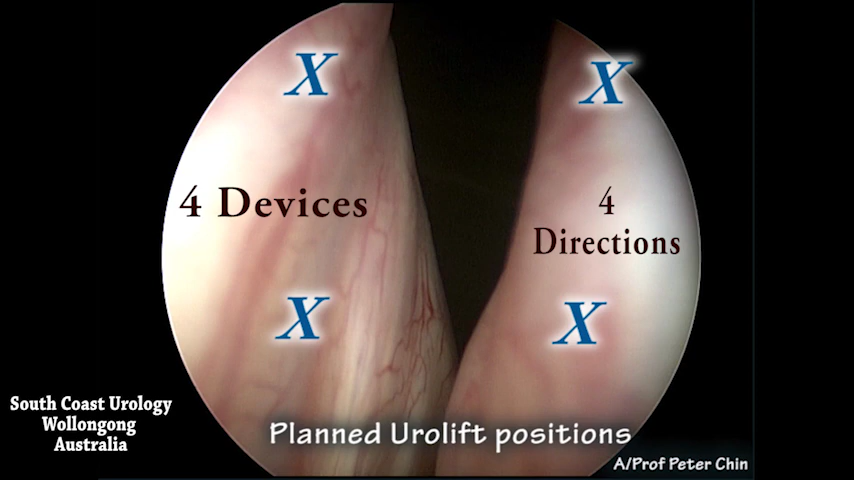 X
X
4 Devices
4
Directions
X
X
South Coast Urology
Wollongong
Australia
Planned Urolift positions
A/Prof Peter Chin